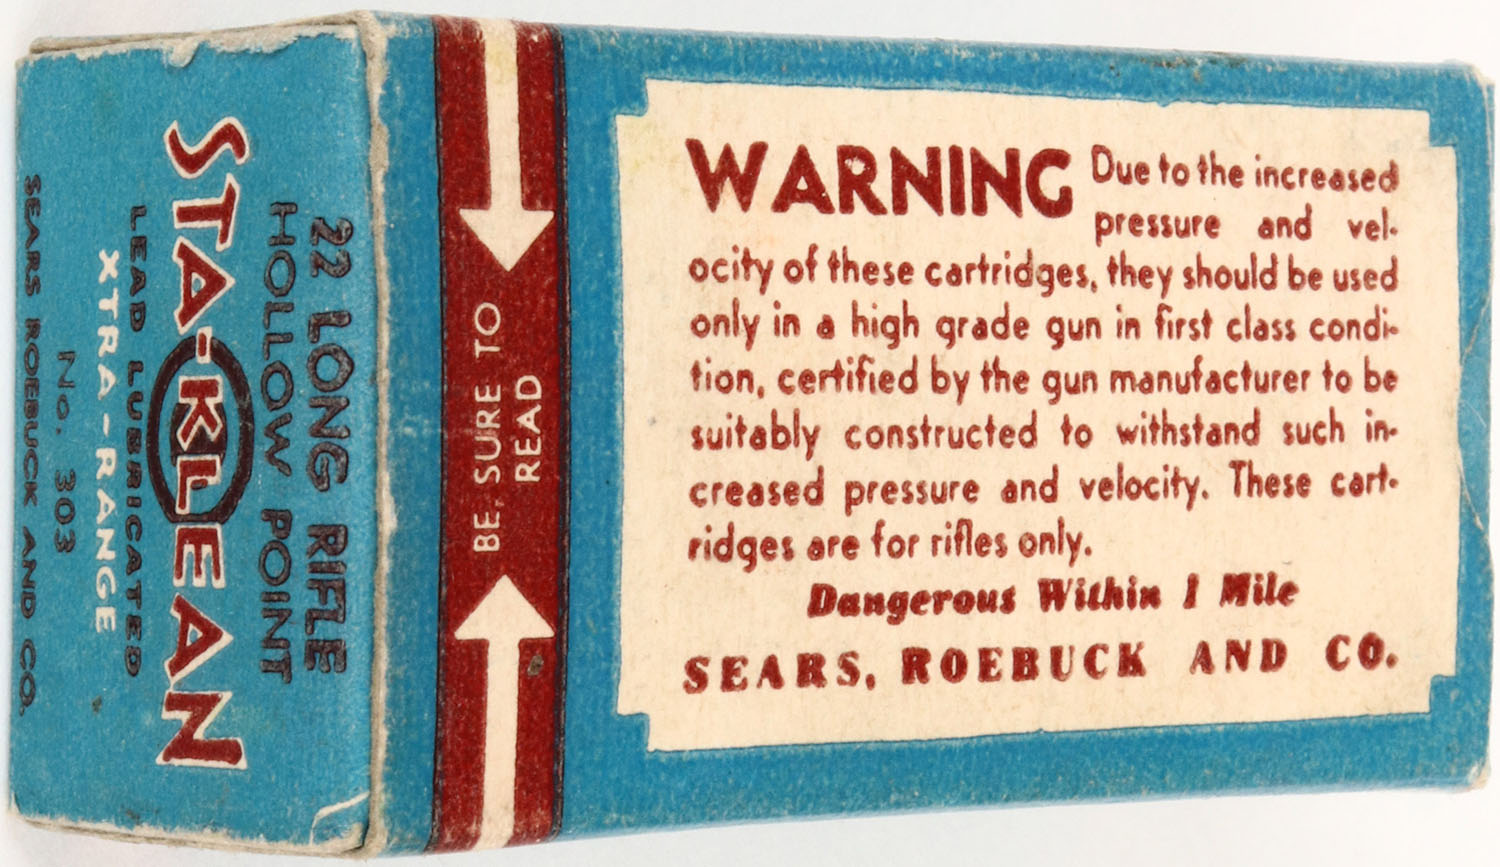 22 LONG RIFLE
HOLLOW POINT
STA-KLEAN
LEAD LUBRICATED
XTRA-RANGE
No. 303
SEARS ROEBUCK AND CO.
BE SURE TO
READ
WARNING Due to the increased
pressure and vel-
ocity of these cartridges, they should be used
only in a high grade gun in first class condi-
tion, certified by the gun manufacturer to be
suitably constructed to withstand such in-
creased pressure and velocity. These cart-
ridges are for rifles only.
Dangerous Within 1 Mile
SEARS, ROEBUCK AND CO.